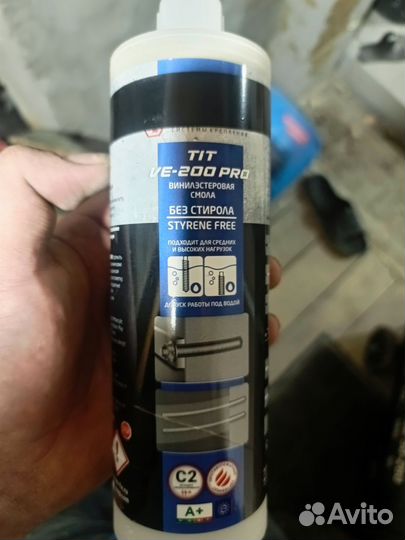 СИСТЕМЫ КРЕПЛЕНИЯ
TIT
VE-200 PRO
ВИНИЛЭСТЕРОВАЯ
СМОЛА
БЕЗ СТИРОЛА
STYRENE FREE
ПОДХОДИТ ДЛЯ СРЕДНИХ
И ВЫСОКИХ НАГРУЗОК
ДОПУСК РАБОТЫ ПОД ВОДОЙ
C2
A+
Avito